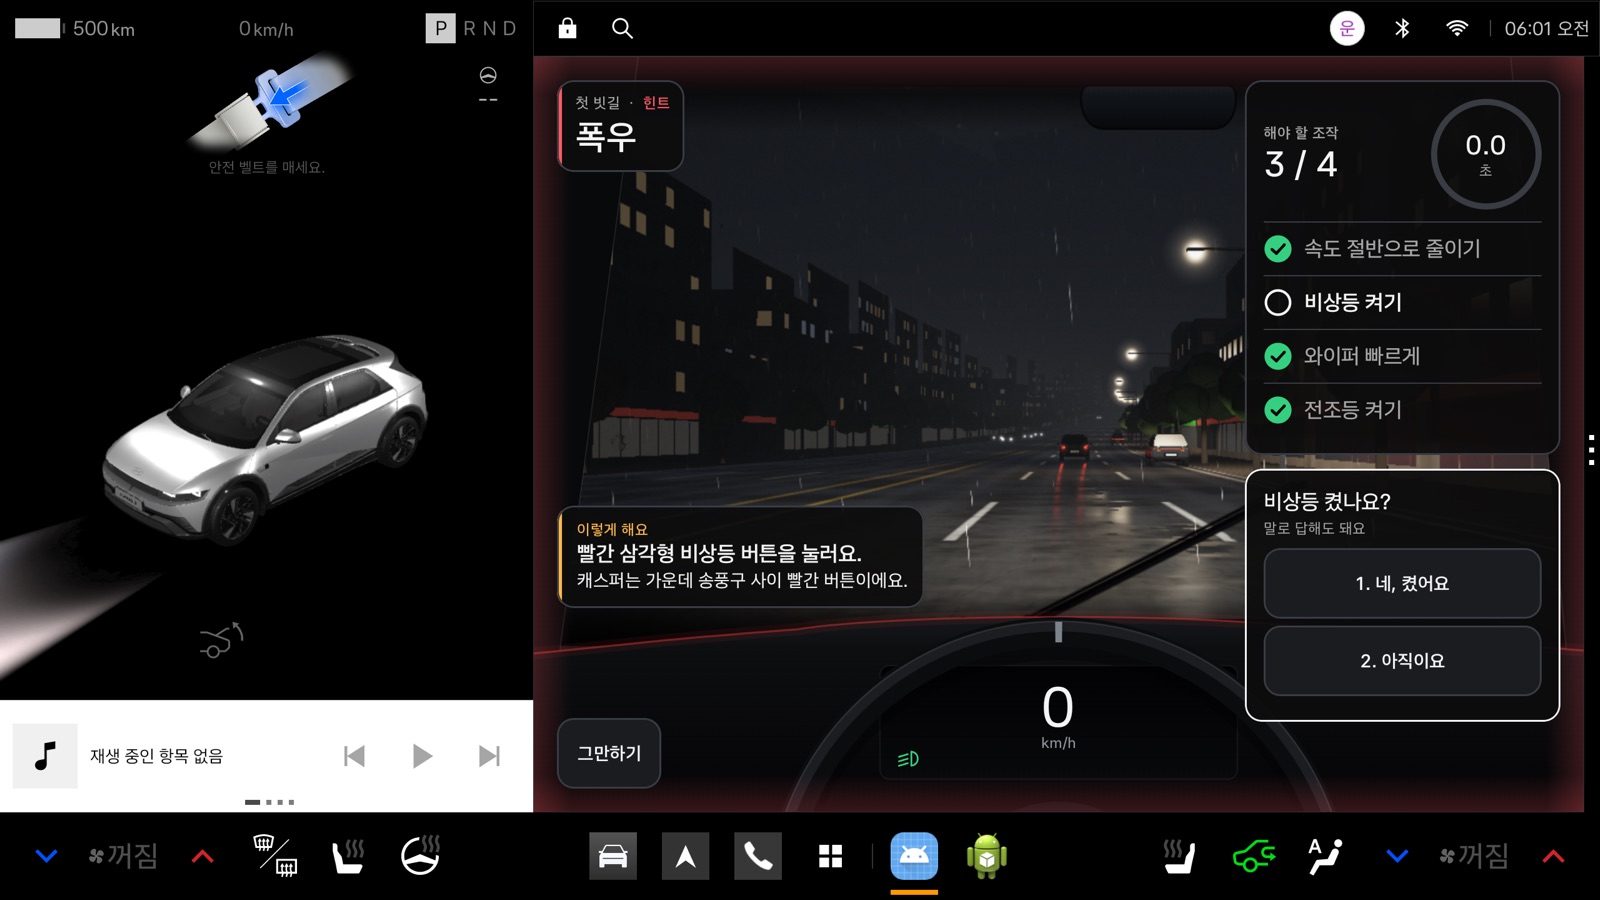 500 km
0 km/h
P R N D
운
06:01 오전
--
안전 벨트를 매세요.
첫 빗길 · 힌트
폭우
해야 할 조작
3 / 4
0.0
초
속도 절반으로 줄이기
비상등 켜기
와이퍼 빠르게
전조등 켜기
이렇게 해요
빨간 삼각형 비상등 버튼을 눌러요.
캐스퍼는 가운데 송풍구 사이 빨간 버튼이에요.
비상등 켰나요?
말로 답해도 돼요
1. 네, 켰어요
2. 아직이요
0
km/h
그만하기
재생 중인 항목 없음
꺼짐
A
꺼짐